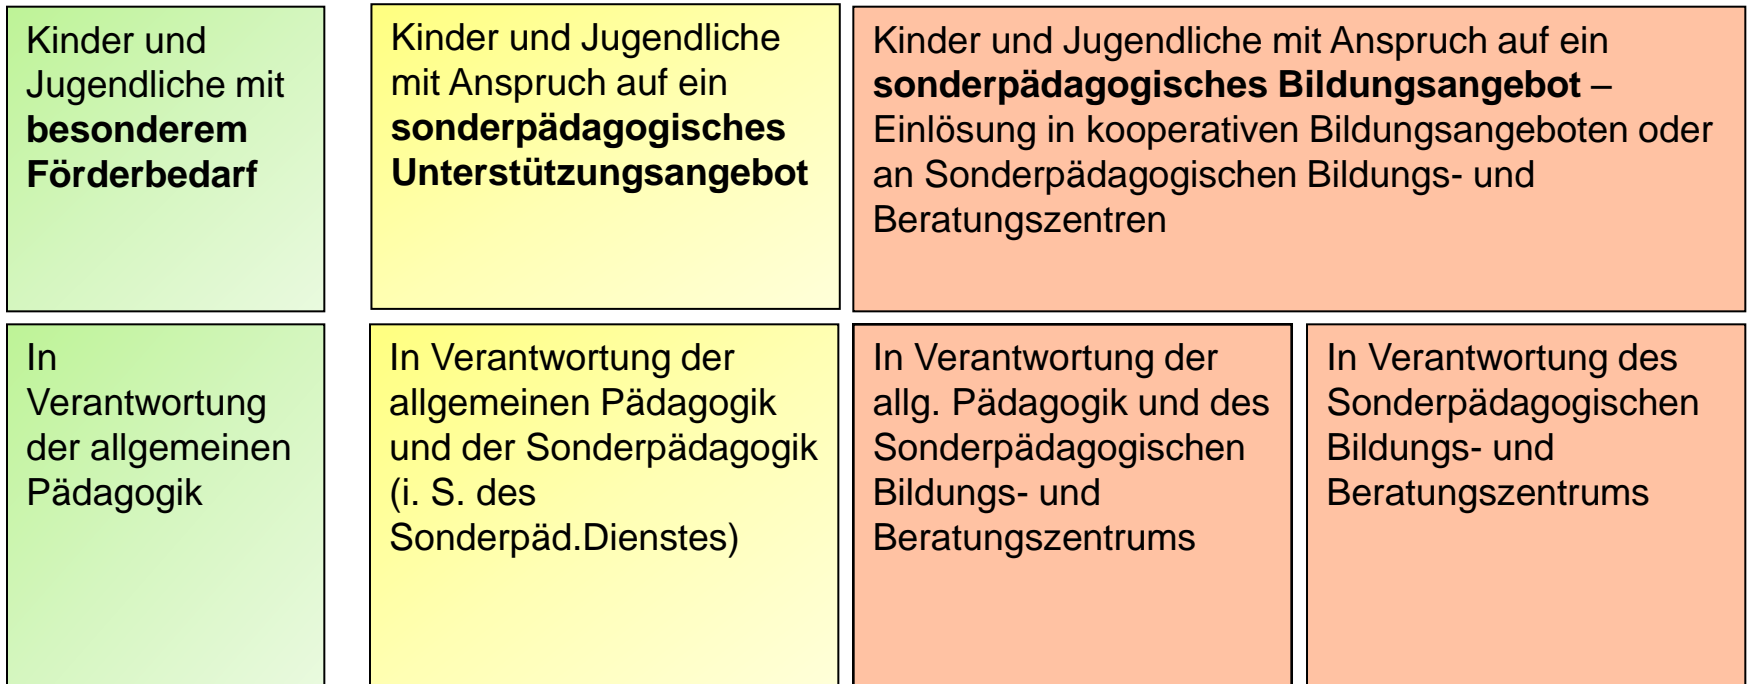 Kinder und
Jugendliche mit
besonderem
Förderbedarf
Kinder und Jugendliche
mit Anspruch auf ein
sonderpädagogisches
Unterstützungsangebot
Kinder und Jugendliche mit Anspruch auf ein
sonderpädagogisches Bildungsangebot –
Einlösung in kooperativen Bildungsangeboten oder
an Sonderpädagogischen Bildungs- und
Beratungszentren
In
Verantwortung
der allgemeinen
Pädagogik
In Verantwortung der
allgemeinen Pädagogik
und der Sonderpädagogik
(i. S. des
Sonderpäd.Dienstes)
In Verantwortung der
allg. Pädagogik und des
Sonderpädagogischen
Bildungs- und
Beratungszentrums
In Verantwortung des
Sonderpädagogischen
Bildungs- und
Beratungszentrums